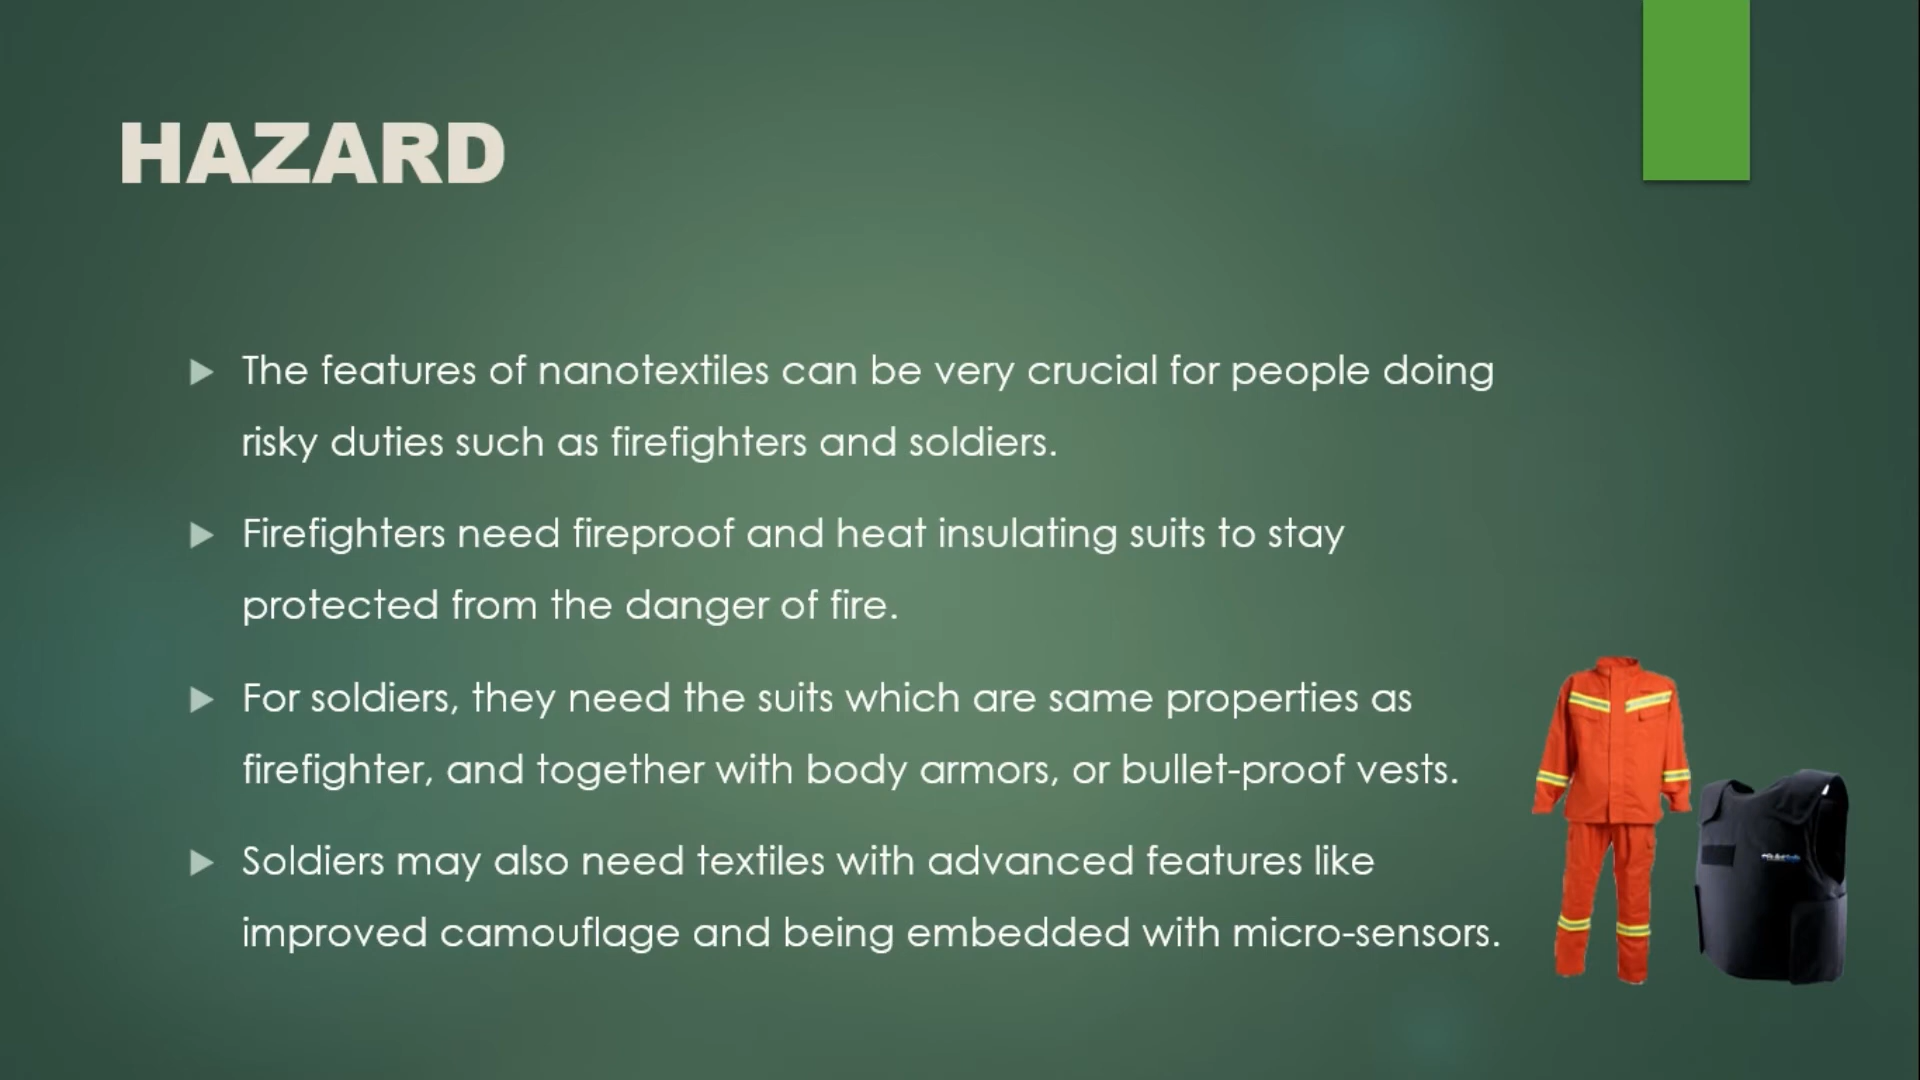 HAZARD
The features of nanotextiles can be very crucial for people doing
risky duties such as firefighters and soldiers.
Firefighters need fireproof and heat insulating suits to stay
protected from the danger of fire.
For soldiers, they need the suits which are same properties as
firefighter, and together with body armors, or bullet-proof vests.
Soldiers may also need textiles with advanced features like
improved camouflage and being embedded with micro-sensors.